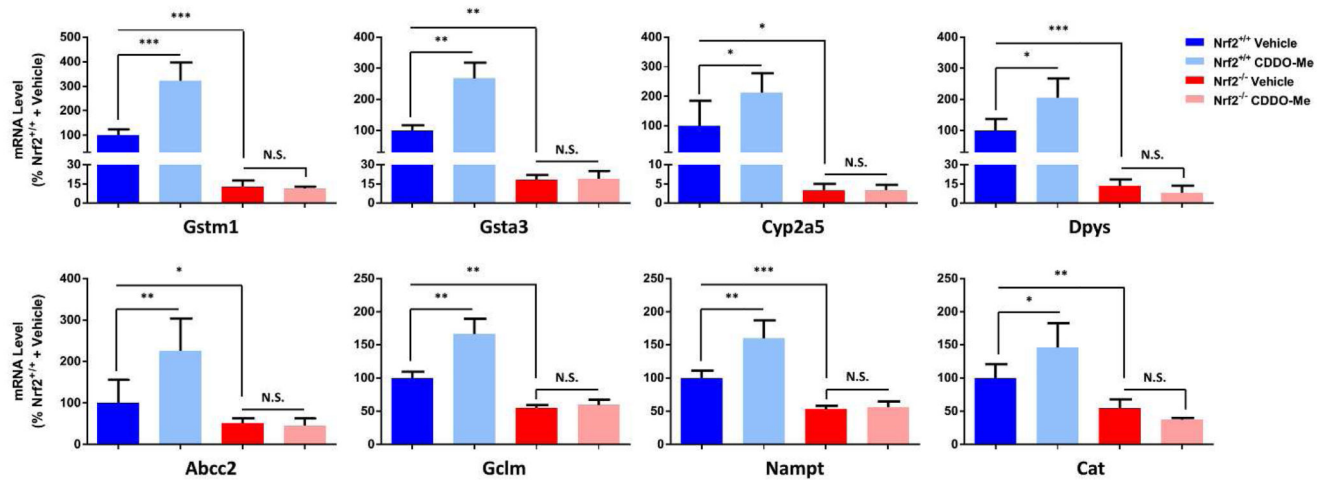 mRNA Level
(% Nrf2+/+ + Vehicle)
500
400
300
200
100
30
15
0
***
***
N.S.
Gstm1
400
300
200
100
30
15
0
**
**
N.S.
Gsta3
400
300
200
100
10
5
0
*
*
N.S.
Cyp2a5
400
300
200
100
30
15
0
***
*
N.S.
Dpys
Nrf2+/+ Vehicle
Nrf2+/+ CDDO-Me
Nrf2-/- Vehicle
Nrf2-/- CDDO-Me
mRNA Level
(% Nrf2+/+ + Vehicle)
400
300
200
100
0
*
**
N.S.
Abcc2
250
200
150
100
50
0
**
**
N.S.
Gclm
250
200
150
100
50
0
***
**
N.S.
Nampt
250
200
150
100
50
0
**
*
N.S.
Cat